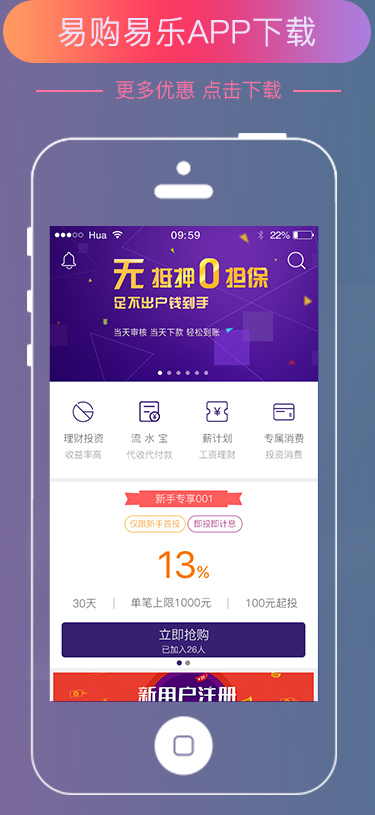 易购易乐APP下载
更多优惠 点击下载
Hua 09:59 22%
无抵押0担保
足不出户钱到手
当天审核 当天下款 轻松到账
理财投资 流水宝 薪计划 专属消费
收益率高 代收代付款 工资理财 投资消费
新手专享001
仅限新手首投 即投即计息
13%
30天 | 单笔上限1000元 | 100元起投
立即抢购
已加入26人
新用户注册